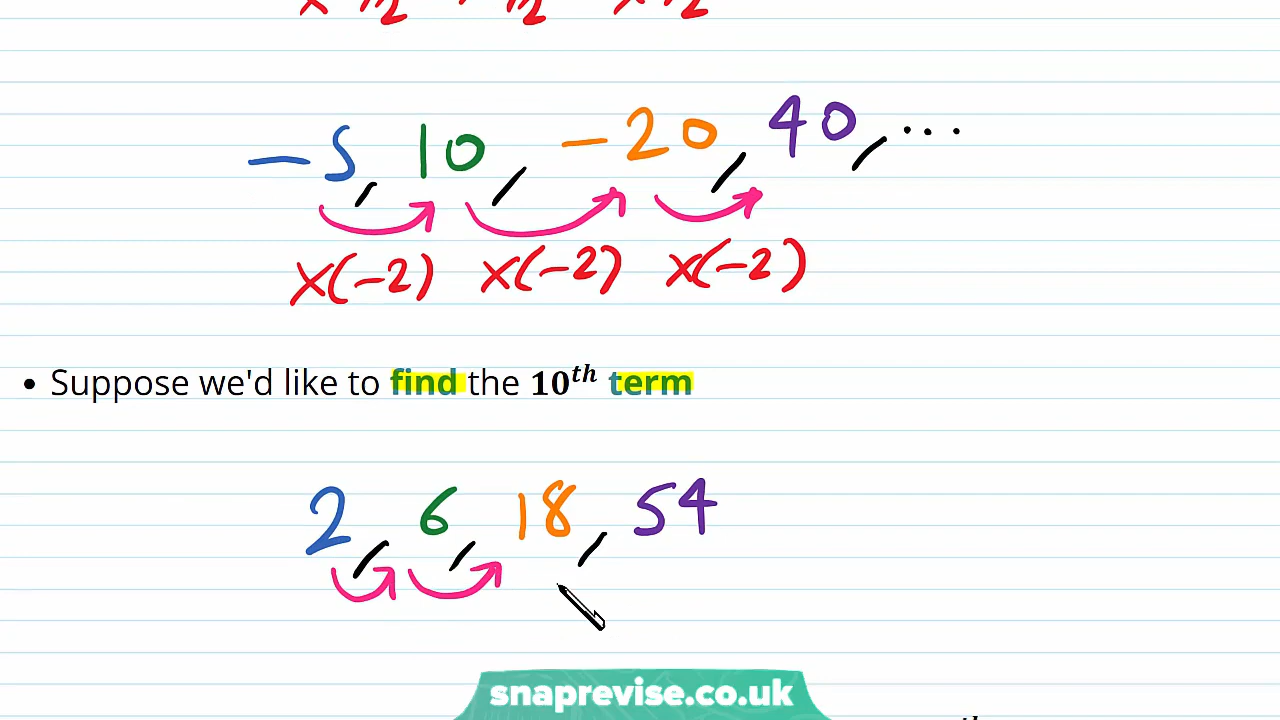 -5, 10, -20, 40, ...
x(-2) x(-2) x(-2)
• Suppose we'd like to find the 10th term
2, 6, 18, 54
snaprevise.co.uk